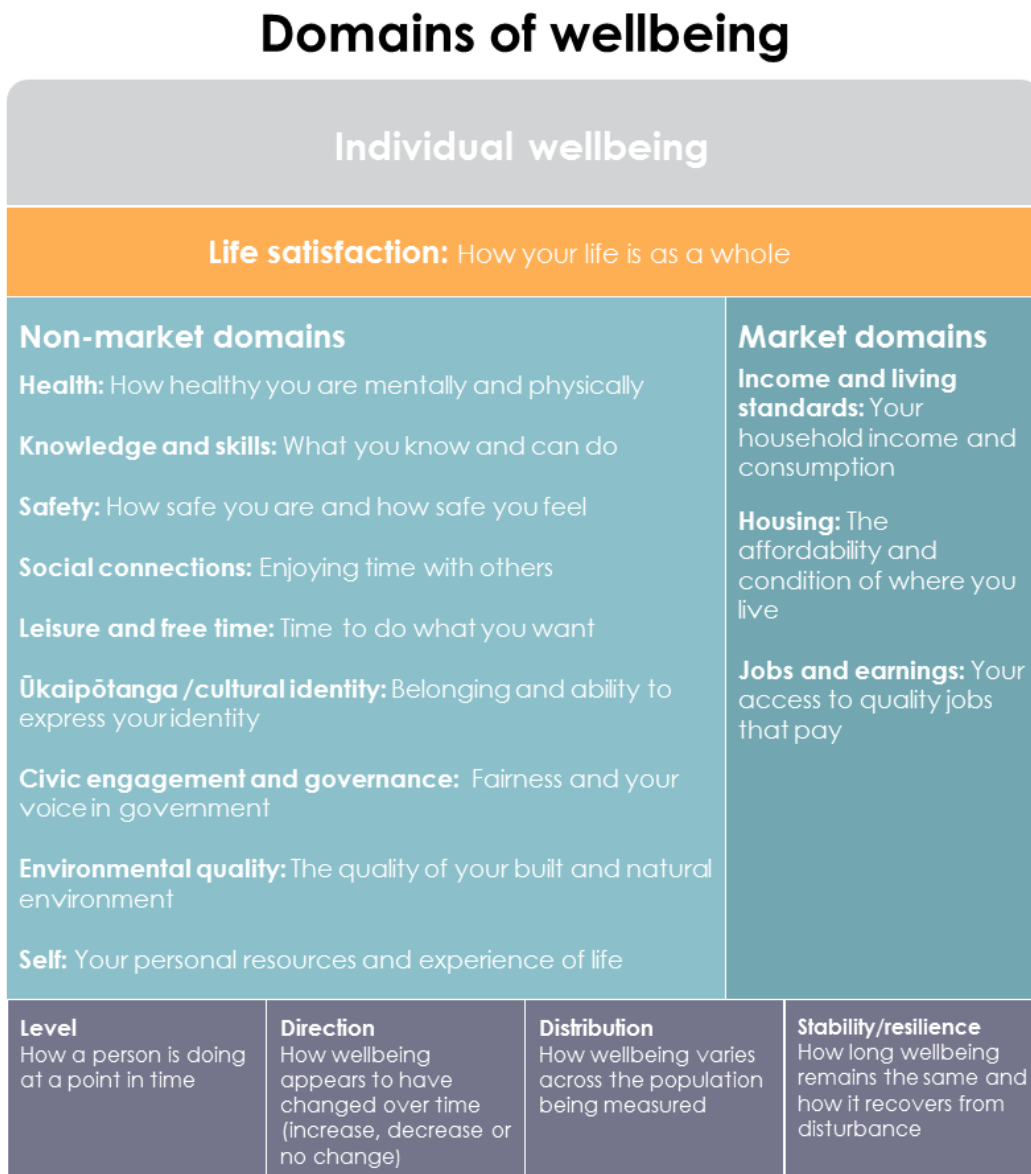 Domains of wellbeing
Individual wellbeing
Life satisfaction: How your life is as a whole
Non-market domains
Health: How healthy you are mentally and physically
Knowledge and skills: What you know and can do
Safety: How safe you are and how safe you feel
Social connections: Enjoying time with others
Leisure and free time: Time to do what you want
Ūkaipōtanga /cultural identity: Belonging and ability to
express your identity
Civic engagement and governance: Fairness and your
voice in government
Environmental quality: The quality of your built and natural
environment
Self: Your personal resources and experience of life
Market domains
Income and living
standards: Your
household income and
consumption
Housing: The
affordability and
condition of where you
live
Jobs and earnings: Your
access to quality jobs
that pay
Level
How a person is doing
at a point in time
Direction
How wellbeing
appears to have
changed over time
(increase, decrease or
no change)
Distribution
How wellbeing varies
across the population
being measured
Stability/resilience
How long wellbeing
remains the same and
how it recovers from
disturbance